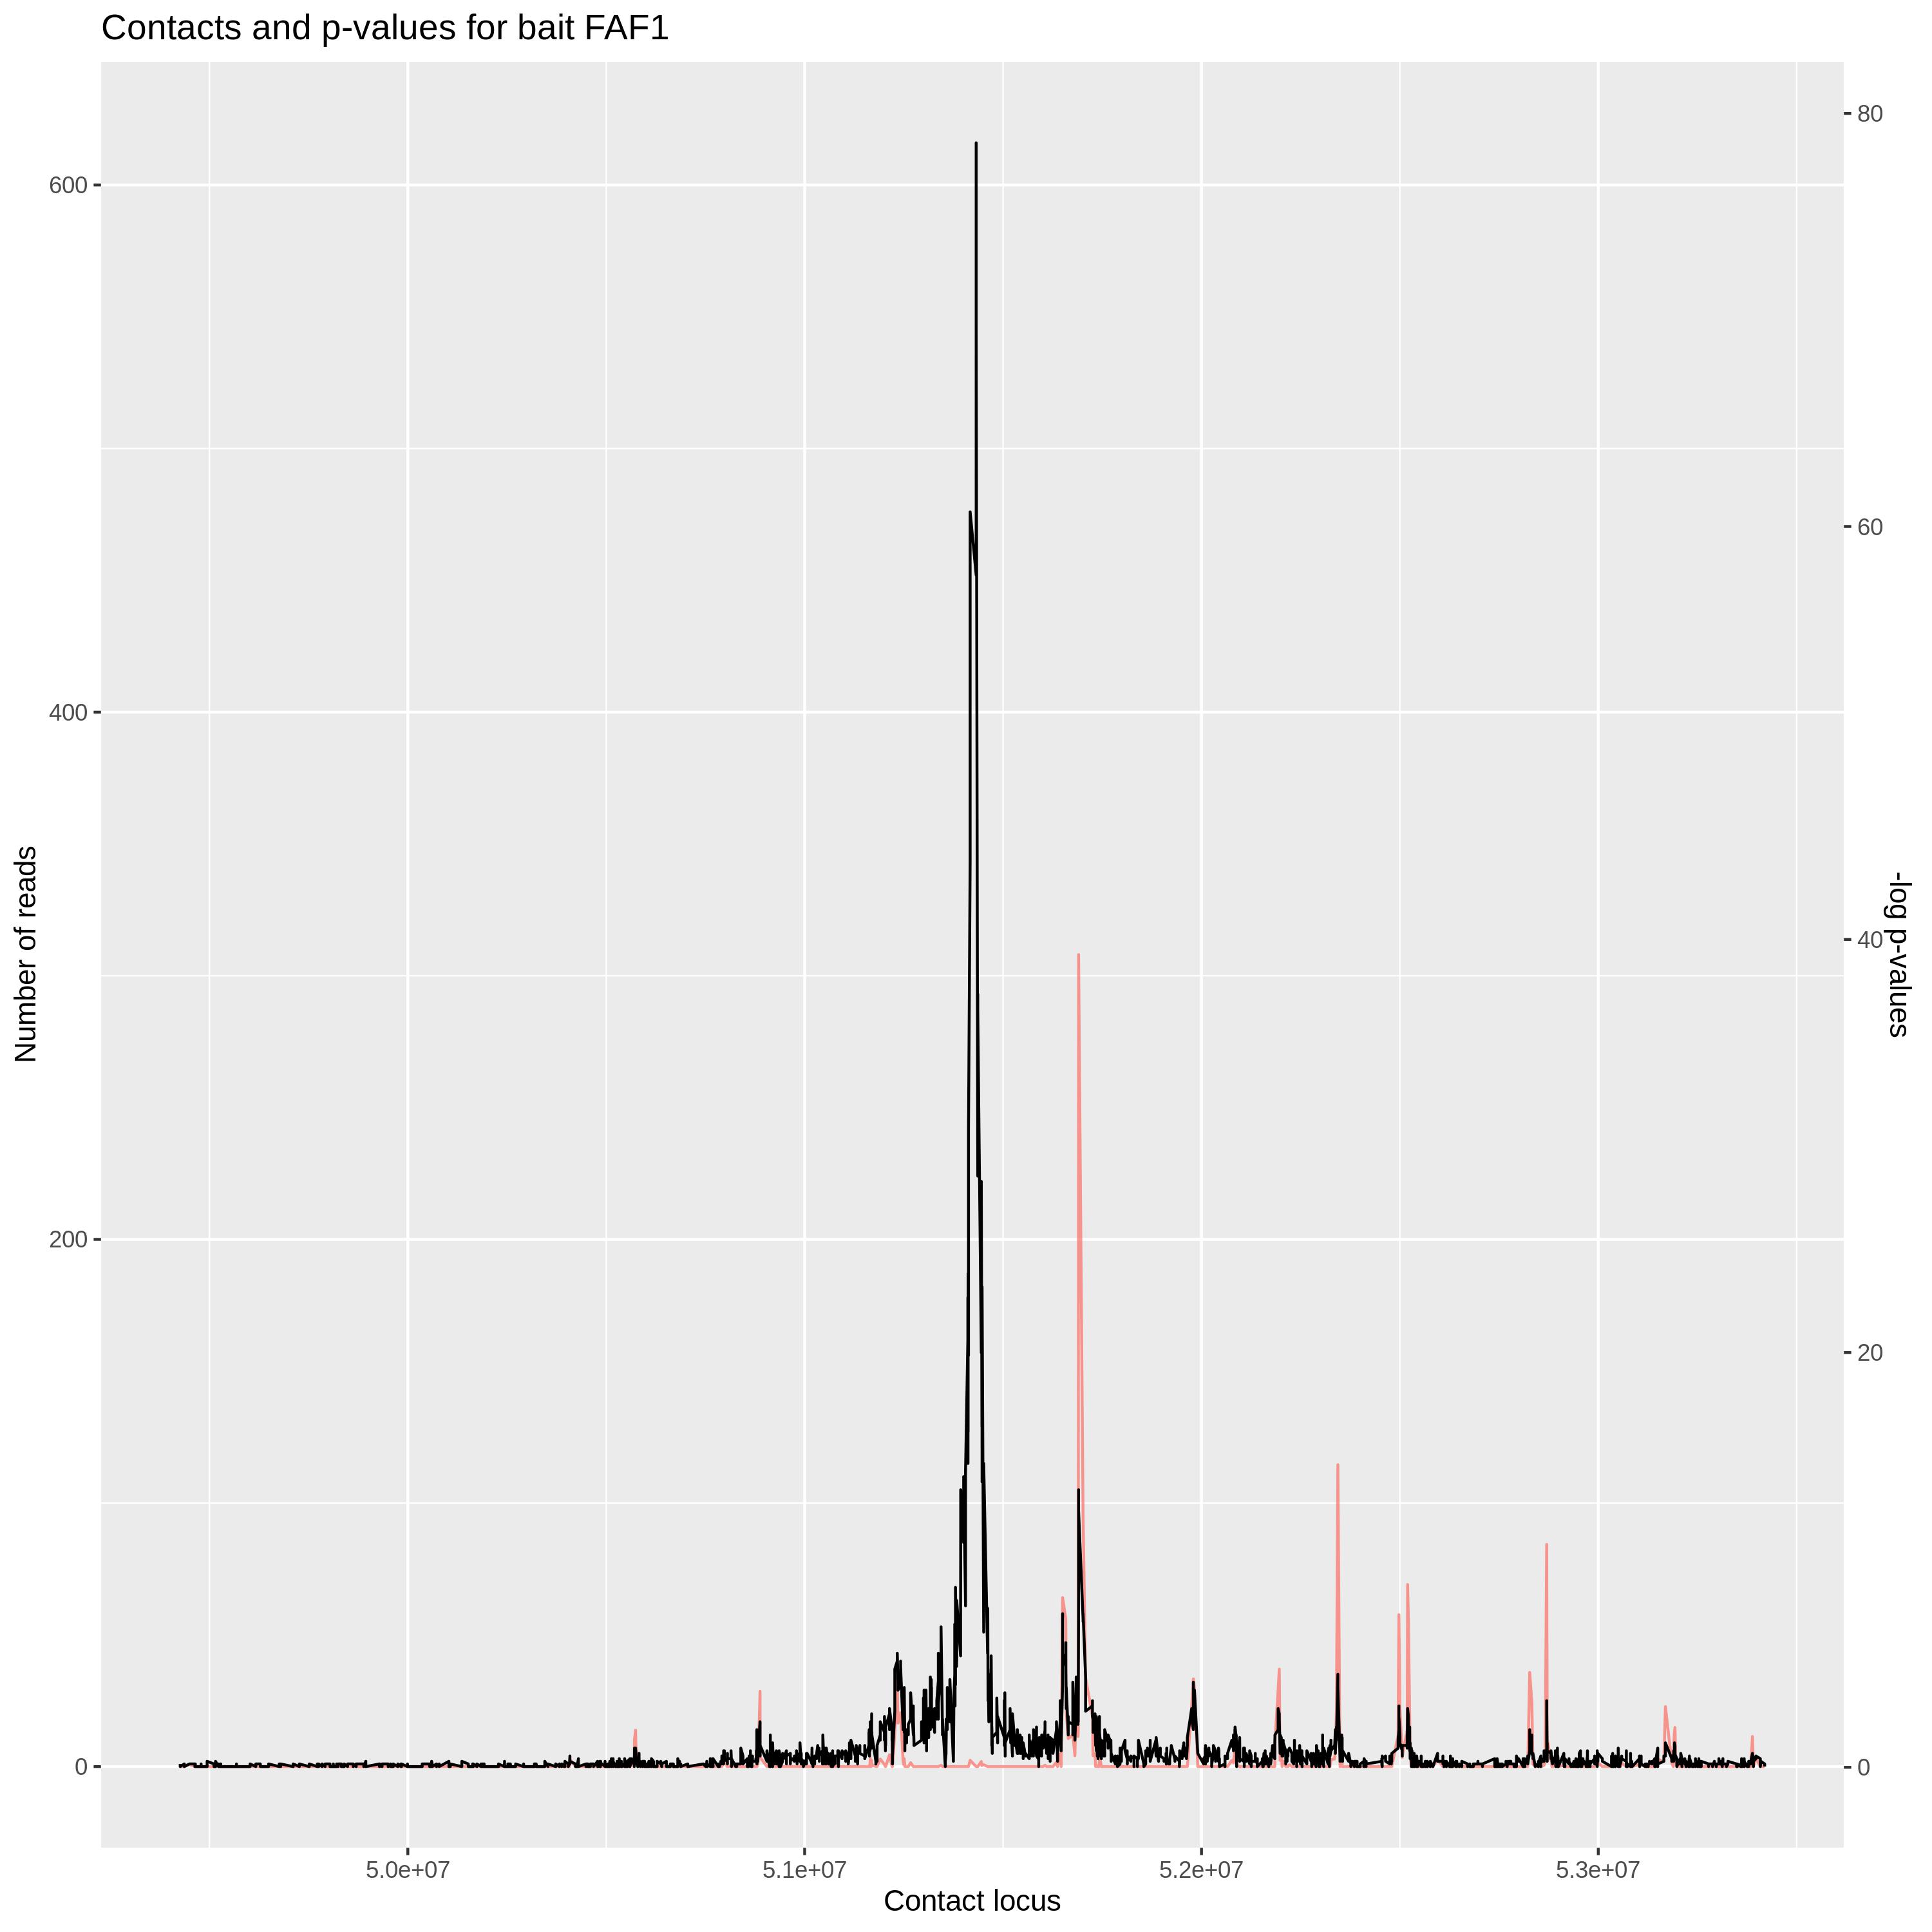 Contacts and p-values for bait FAF1
600
400
200
0
Number of reads
80
60
40
20
0
-log p-values
5.0e+07
5.1e+07
5.2e+07
5.3e+07
Contact locus